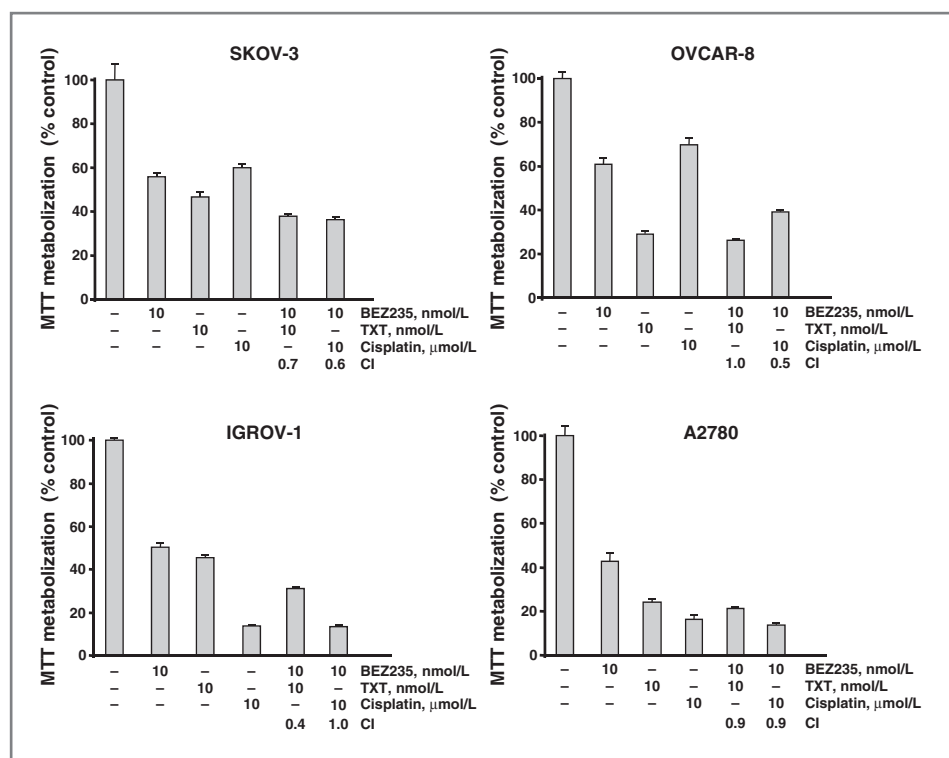 SKOV-3
MTT metabolization (% control)
100
80
60
40
20
0
– 10 – – 10 10 BEZ235, nmol/L
– – 10 – 10 – TXT, nmol/L
– – – 10 – 10 Cisplatin, μmol/L
0.7 0.6 CI
OVCAR-8
MTT metabolization (% control)
100
80
60
40
20
0
– 10 – – 10 10 BEZ235, nmol/L
– – 10 – 10 – TXT, nmol/L
– – – 10 – 10 Cisplatin, μmol/L
1.0 0.5 CI
IGROV-1
MTT metabolization (% control)
100
80
60
40
20
0
– 10 – – 10 10 BEZ235, nmol/L
– – 10 – 10 – TXT, nmol/L
– – – 10 – 10 Cisplatin, μmol/L
0.4 1.0 CI
A2780
MTT metabolization (% control)
100
80
60
40
20
0
– 10 – – 10 10 BEZ235, nmol/L
– – 10 – 10 – TXT, nmol/L
– – – 10 – 10 Cisplatin, μmol/L
0.9 0.9 CI